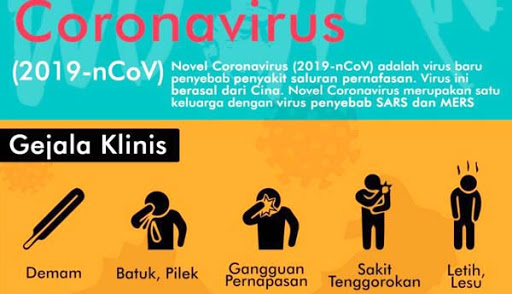 Coronavirus
(2019-nCoV)
Novel Coronavirus (2019-nCoV) adalah virus baru
penyebab penyakit saluran pernafasan. Virus ini
berasal dari Cina. Novel Coronavirus merupakan satu
keluarga dengan virus penyebab SARS dan MERS
Gejala Klinis
Demam
Batuk, Pilek
Gangguan
Pernapasan
Sakit
Tenggorokan
Letih,
Lesu